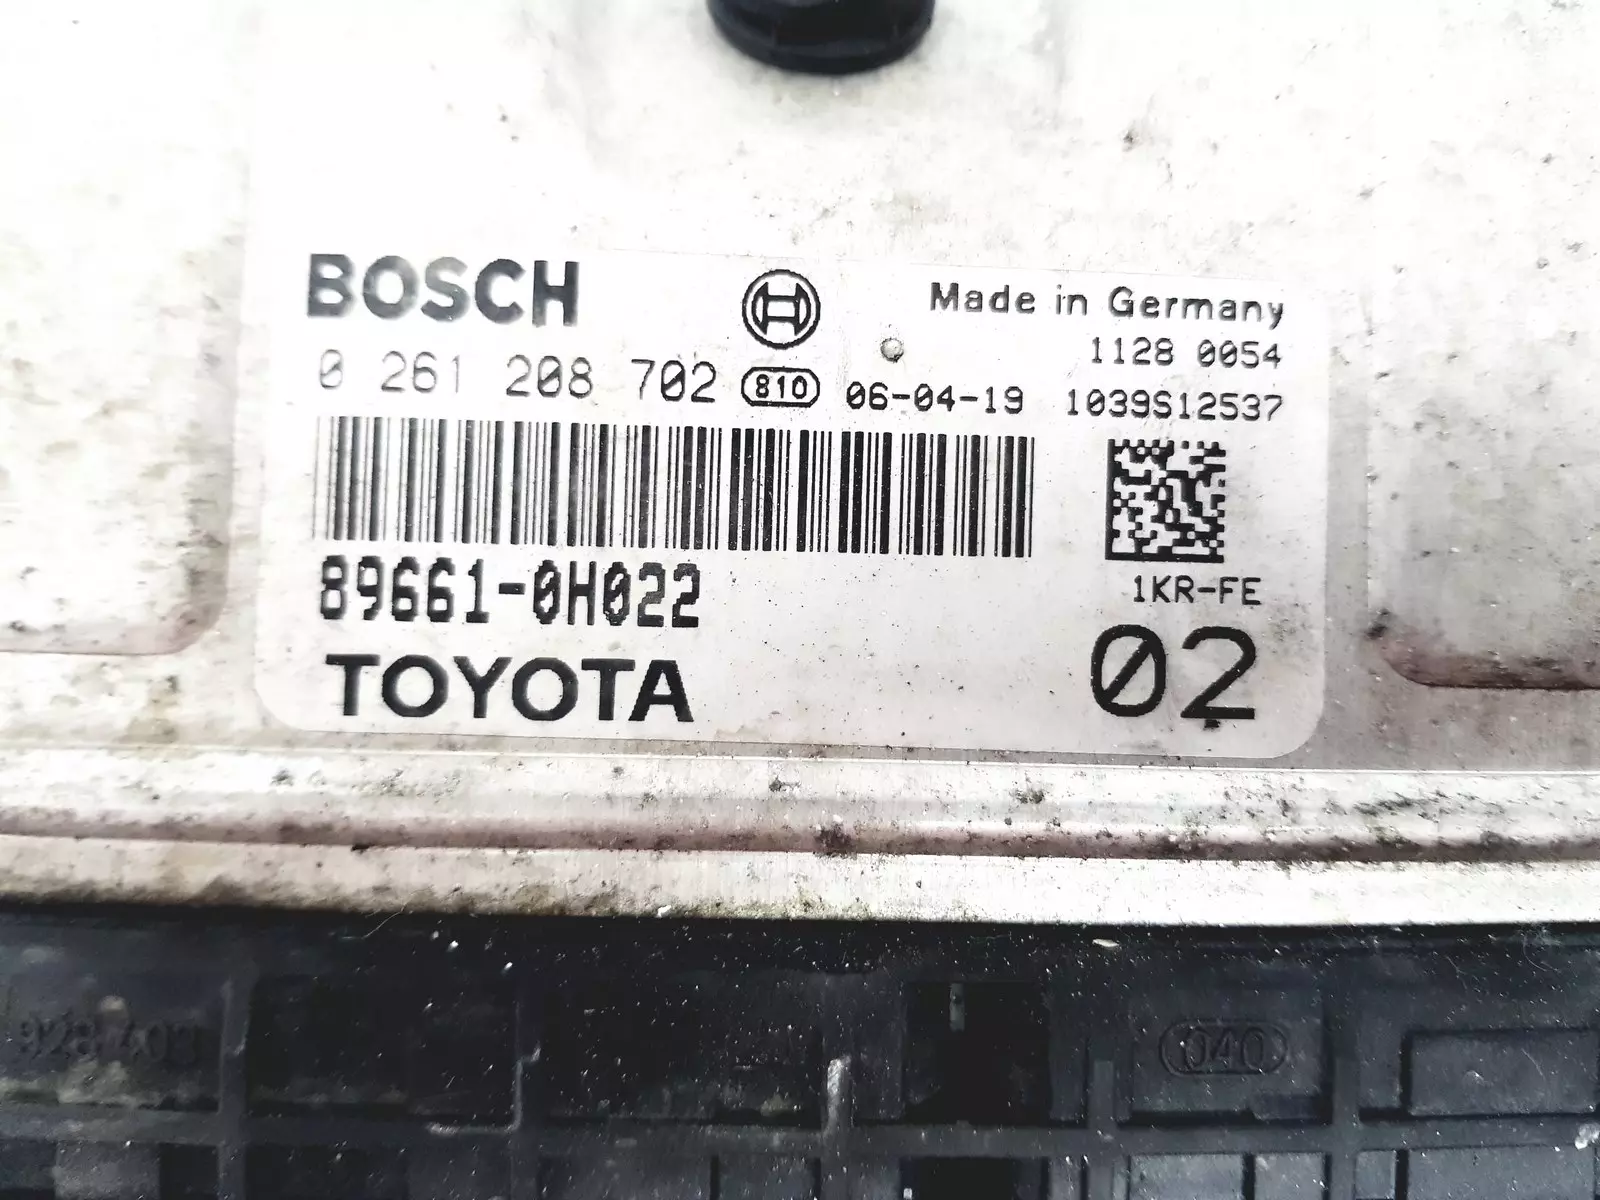 BOSCH
Made in Germany
1128 0054
0 261 208 702 810 06-04-19 1039S12537
89661-0H022
1KR-FE
TOYOTA
02
040